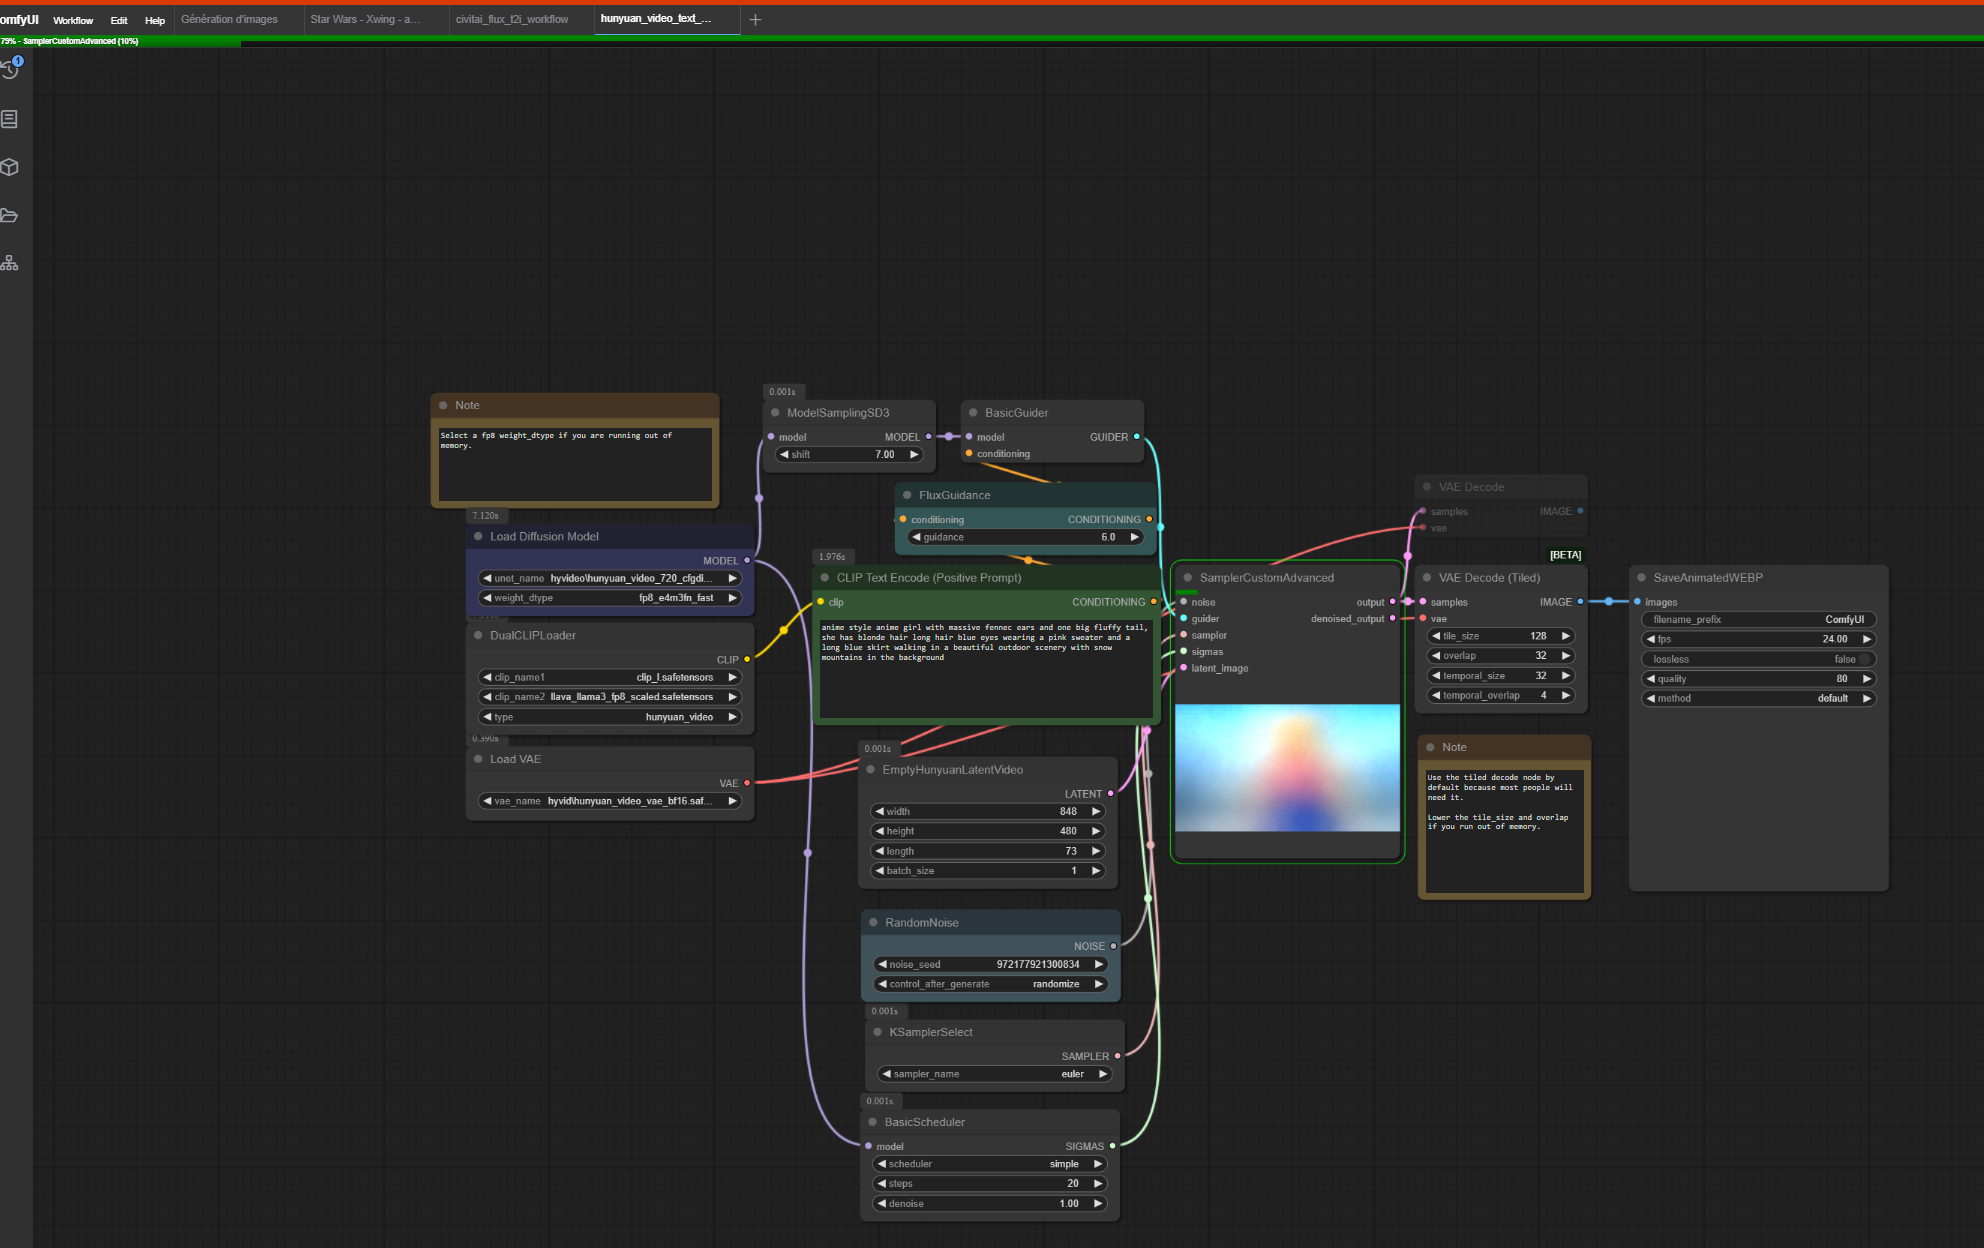 omfyUI Workflow Edit Help Génération d'images Star Wars - Xwing - a... civitai_flux_t2i_workflow hunyuan_video_text_...
79% - SamplerCustomAdvanced (10%)
1
Note
Select a fp8 weight_dtype if you are running out of
memory.
7.120s
Load Diffusion Model
MODEL
unet_name hyvideo\hunyuan_video_720_cfgdi...
weight_dtype fp8_e4m3fn_fast
DualCLIPLoader
CLIP
clip_name1 clip_l.safetensors
clip_name2 llava_llama3_fp8_scaled.safetensors
type hunyuan_video
0.390s
Load VAE
VAE
vae_name hyvid\hunyuan_video_vae_bf16.saf...
0.001s
ModelSamplingSD3
model MODEL
shift 7.00
BasicGuider
model GUIDER
conditioning
FluxGuidance
conditioning CONDITIONING
guidance 6.0
1.976s
CLIP Text Encode (Positive Prompt)
clip CONDITIONING
anime style anime girl with massive fennec ears and one big fluffy tail,
she has blonde hair long hair blue eyes wearing a pink sweater and a
long blue skirt walking in a beautiful outdoor scenery with snow
mountains in the background
0.001s
EmptyHunyuanLatentVideo
LATENT
width 848
height 480
length 73
batch_size 1
RandomNoise
NOISE
noise_seed 972177921300834
control_after_generate randomize
0.001s
KSamplerSelect
SAMPLER
sampler_name euler
0.001s
BasicScheduler
model SIGMAS
scheduler simple
steps 20
denoise 1.00
SamplerCustomAdvanced
noise output
guider denoised_output
sampler
sigmas
latent_image
VAE Decode
samples IMAGE
vae
[BETA]
VAE Decode (Tiled)
samples IMAGE
vae
tile_size 128
overlap 32
temporal_size 32
temporal_overlap 4
Note
Use the tiled decode node by
default because most people will
need it.
Lower the tile_size and overlap
if you run out of memory.
SaveAnimatedWEBP
images
filename_prefix ComfyUI
fps 24.00
lossless false
quality 80
method default